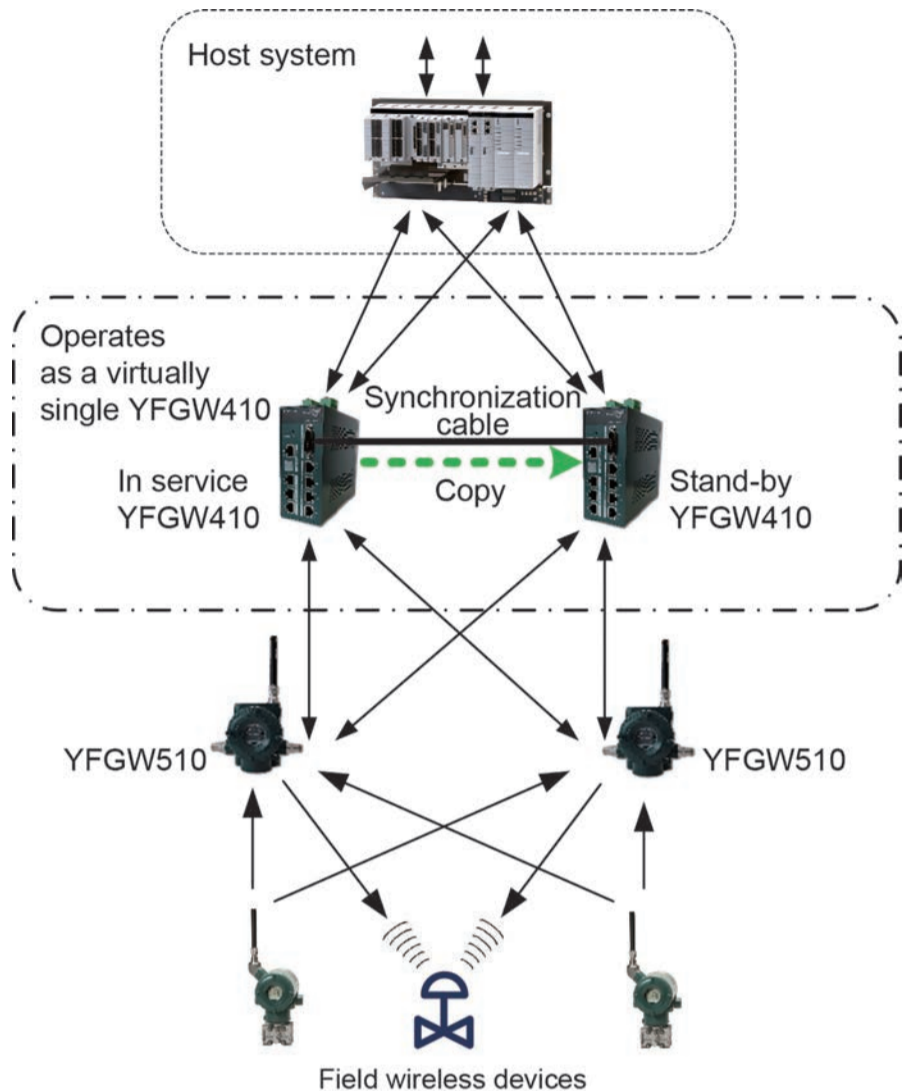 Host system
Operates
as a virtually
single YFGW410
Synchronization
cable
In service
YFGW410
Copy
Stand-by
YFGW410
YFGW510
YFGW510
Field wireless devices